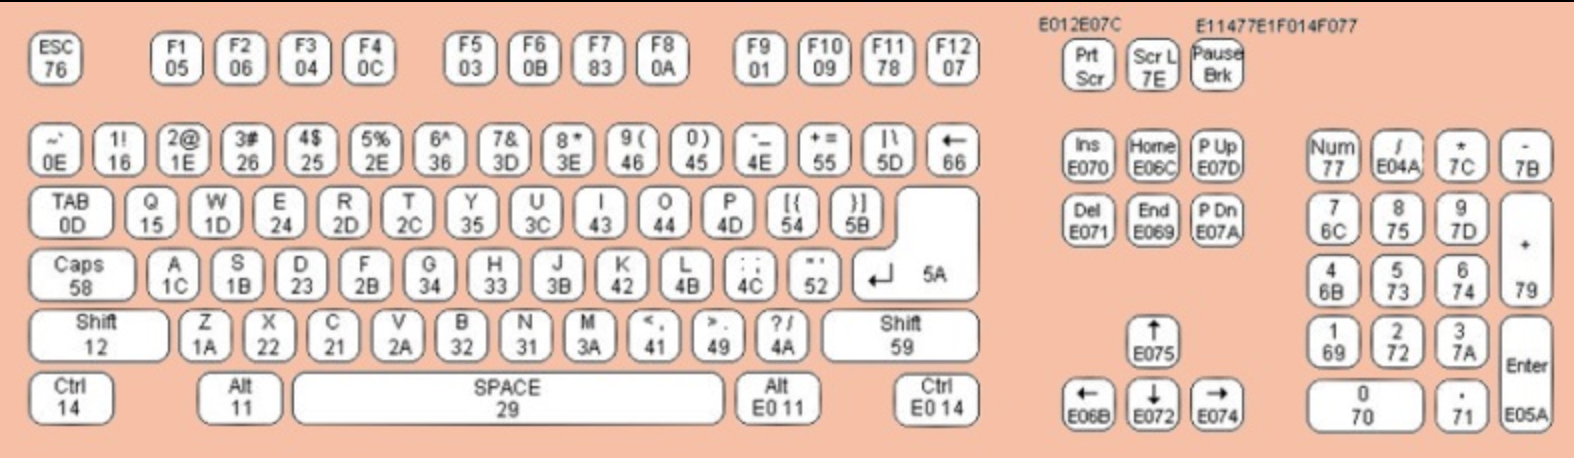 E012E07C E11477E1F014F077
ESC F1 F2 F3 F4 F5 F6 F7 F8 F9 F10 F11 F12 Prt Scr L Pause
76 05 06 04 0C 03 0B 83 0A 01 09 78 07 Scr 7E Brk
~` 1! 2@ 3# 4$ 5% 6^ 7& 8* 9( 0) -_ += |\ ← Ins Home P Up Num / * -
0E 16 1E 26 25 2E 36 3D 3E 46 45 4E 55 5D 66 E070 E06C E07D 77 E04A 7C 7B
TAB Q W E R T Y U I O P [{ }] Del End P Dn 7 8 9 +
0D 15 1D 24 2D 2C 35 3C 43 44 4D 54 5B E071 E069 E07A 6C 75 7D
Caps A S D F G H J K L :; "' ↵ 5A 4 5 6
58 1C 1B 23 2B 34 33 3B 42 4B 4C 52 6B 73 74 79
Shift Z X C V B N M <, >. ?/ Shift ↑ 1 2 3
12 1A 22 21 2A 32 31 3A 41 49 4A 59 E075 69 72 7A
Ctrl Alt SPACE Alt Ctrl ← ↓ → 0 . Enter
14 11 29 E0 11 E0 14 E06B E072 E074 70 71 E05A